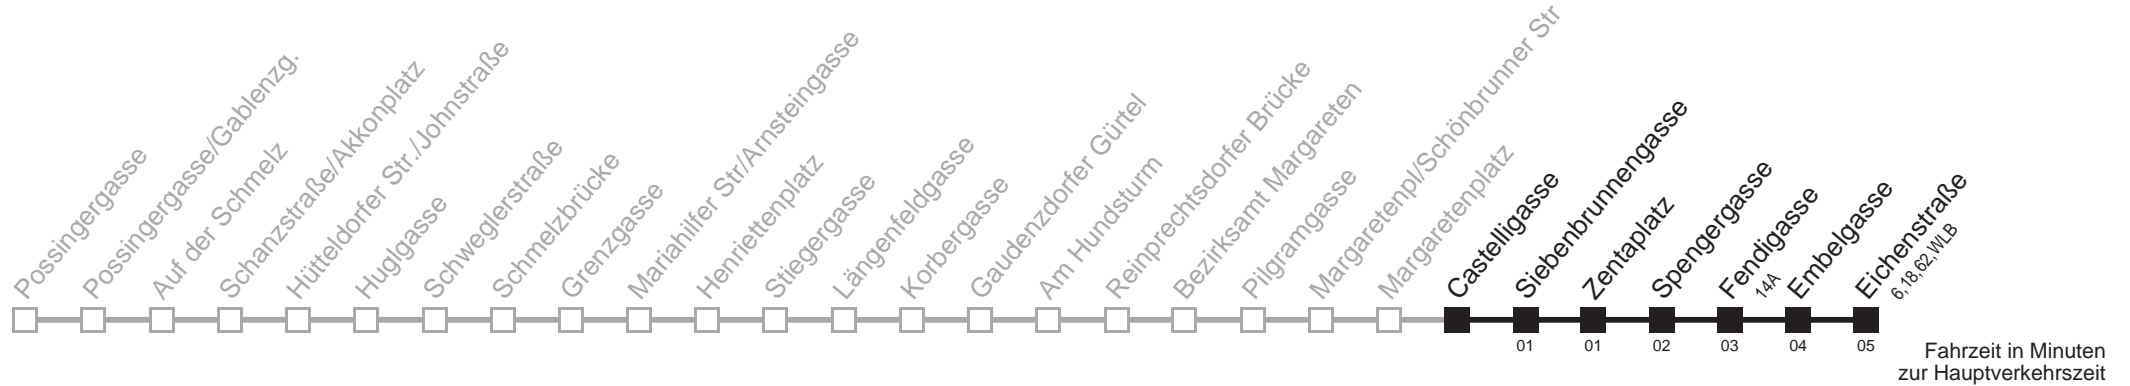 Possingergasse
Possingergasse/Gablenzg.
Auf der Schmelz
Schanzstraße/Akkonplatz
Hütteldorfer Str./Johnstraße
Huglgasse
Schweglerstraße
Schmelzbrücke
Grenzgasse
Mariahilfer Str/Arnsteingasse
Henriettenplatz
Stiegergasse
Längenfeldgasse
Korbergasse
Gaudenzdorfer Gürtel
Am Hundsturm
Reinprechtsdorfer Brücke
Bezirksamt Margareten
Pilgramgasse
Margaretenpl/Schönbrunner Str
Margaretenplatz
Castelligasse
Siebenbrunnengasse
Zentaplatz
Spengergasse
Fendigasse
14A
Embelgasse
Eichenstraße
6,18,62,WLB
01
01
02
03
04
05
Fahrzeit in Minuten
zur Hauptverkehrszeit